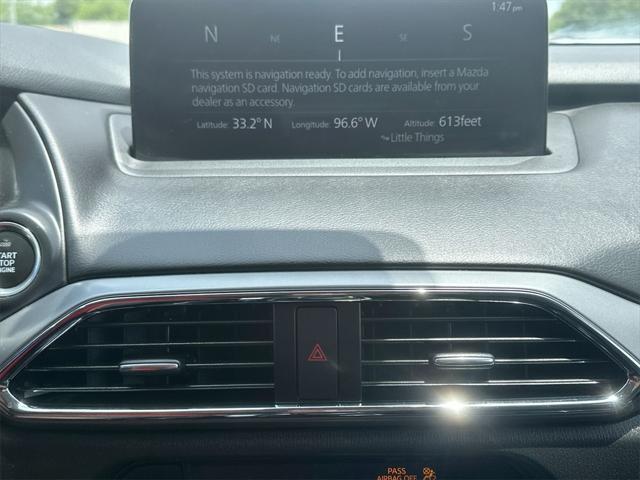 1:47pm
N NE E SE S
This system is navigation ready. To add navigation, insert a Mazda
navigation SD card. Navigation SD cards are available from your
dealer as an accessory.
Latitude: 33.2° N Longitude: 96.6° W Altitude: 613feet
Little Things
START
STOP
ENGINE
PASS
AIRBAG OFF